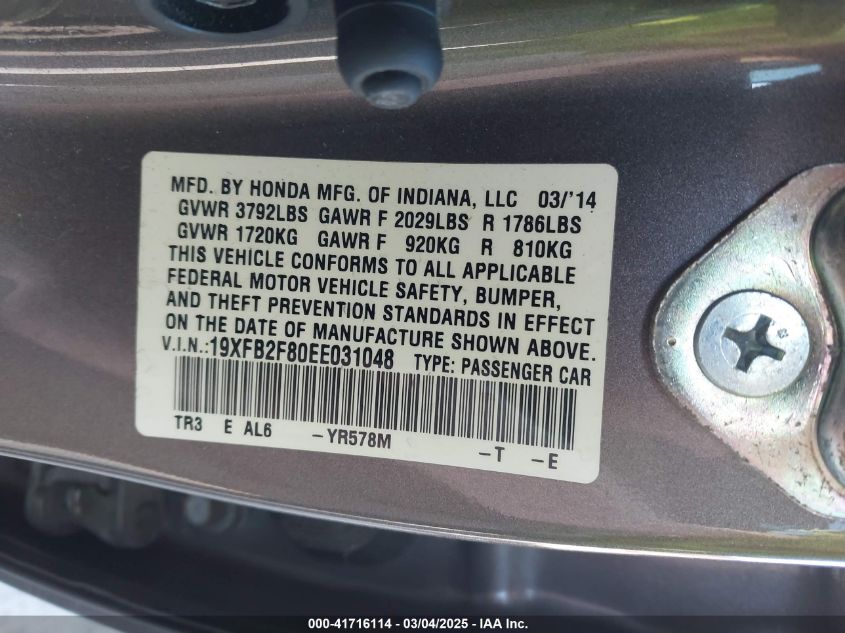 MFD. BY HONDA MFG. OF INDIANA, LLC 03/'14
GVWR 3792LBS GAWR F 2029LBS R 1786LBS
GVWR 1720KG GAWR F 920KG R 810KG
THIS VEHICLE CONFORMS TO ALL APPLICABLE
FEDERAL MOTOR VEHICLE SAFETY, BUMPER,
AND THEFT PREVENTION STANDARDS IN EFFECT
ON THE DATE OF MANUFACTURE SHOWN ABOVE.
V.I.N.:19XFB2F80EE031048 TYPE: PASSENGER CAR
TR3 E AL6 -YR578M -T -E
000-41716114 - 03/04/2025 - IAA Inc.